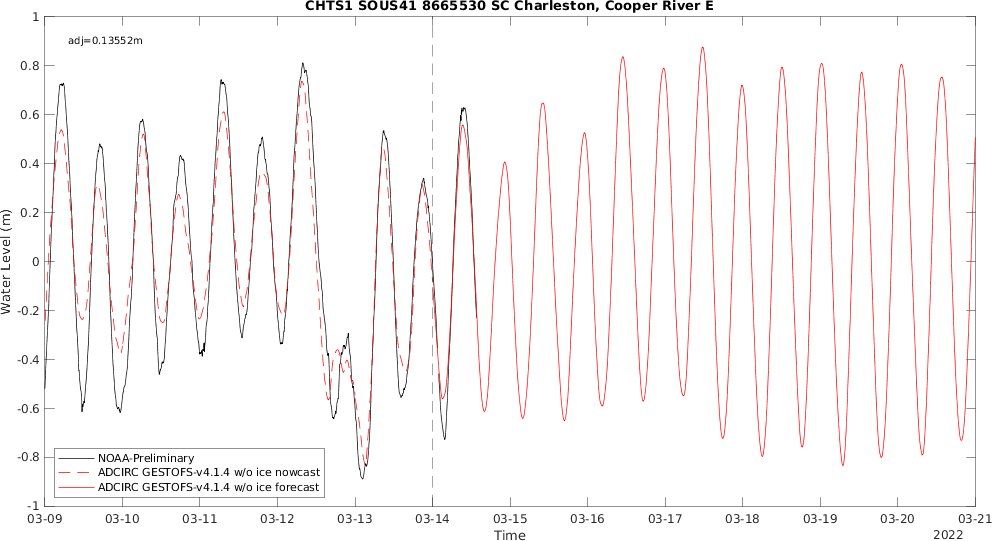 CHTS1 SOUS41 8665530 SC Charleston, Cooper River E
adj=0.13552m
1
0.8
0.6
0.4
0.2
0
-0.2
-0.4
-0.6
-0.8
-1
Water Level (m)
NOAA-Preliminary
ADCIRC GESTOFS-v4.1.4 w/o ice nowcast
ADCIRC GESTOFS-v4.1.4 w/o ice forecast
03-09 03-10 03-11 03-12 03-13 03-14 03-15 03-16 03-17 03-18 03-19 03-20 03-21
Time
2022